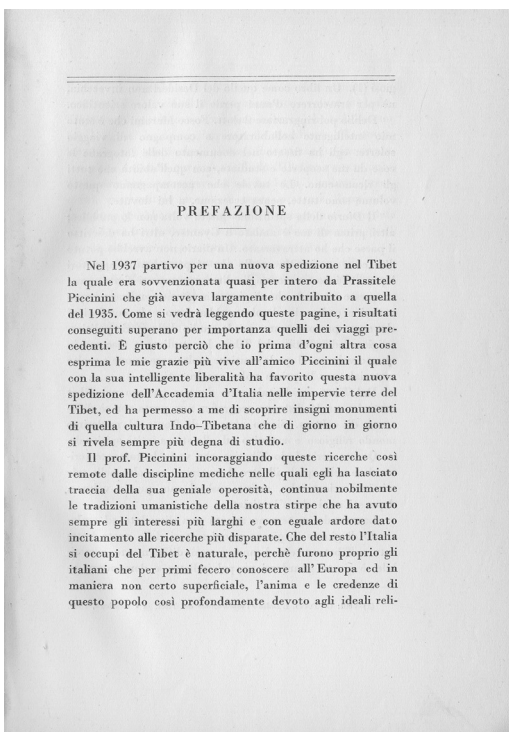 PREFAZIONE
Nel 1937 partivo per una nuova spedizione nel Tibet
la quale era sovvenzionata quasi per intero da Prassitele
Piccinini che già aveva largamente contribuito a quella
del 1935. Come si vedrà leggendo queste pagine, i risultati
conseguiti superano per importanza quelli dei viaggi pre-
cedenti. È giusto perciò che io prima d'ogni altra cosa
esprima le mie grazie più vive all'amico Piccinini il quale
con la sua intelligente liberalità ha favorito questa nuova
spedizione dell'Accademia d'Italia nelle impervie terre del
Tibet, ed ha permesso a me di scoprire insigni monumenti
di quella cultura Indo-Tibetana che di giorno in giorno
si rivela sempre più degna di studio.
Il prof. Piccinini incoraggiando queste ricerche così
remote dalle discipline mediche nelle quali egli ha lasciato
traccia della sua geniale operosità, continua nobilmente
le tradizioni umanistiche della nostra stirpe che ha avuto
sempre gli interessi più larghi e con eguale ardore dato
incitamento alle ricerche più disparate. Che del resto l'Italia
si occupi del Tibet è naturale, perchè furono proprio gli
italiani che per primi fecero conoscere all'Europa ed in
maniera non certo superficiale, l'anima e le credenze di
questo popolo così profondamente devoto agli ideali reli-